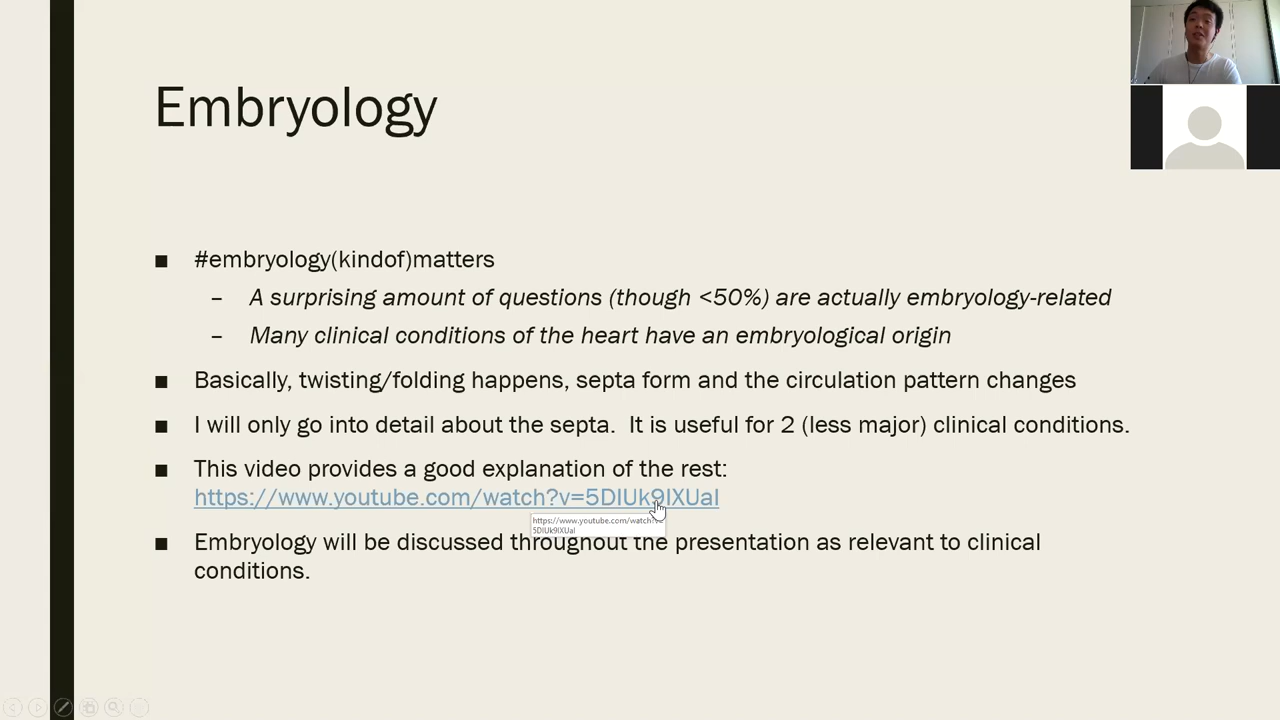 Embryology
■ #embryology(kindof)matters
– A surprising amount of questions (though <50%) are actually embryology-related
– Many clinical conditions of the heart have an embryological origin
■ Basically, twisting/folding happens, septa form and the circulation pattern changes
■ I will only go into detail about the septa.  It is useful for 2 (less major) clinical conditions.
■ This video provides a good explanation of the rest:
https://www.youtube.com/watch?v=5DIUk9IXUaI
https://www.youtube.com/watch?v=
5DIUk9IXUaI
■ Embryology will be discussed throughout the presentation as relevant to clinical
conditions.